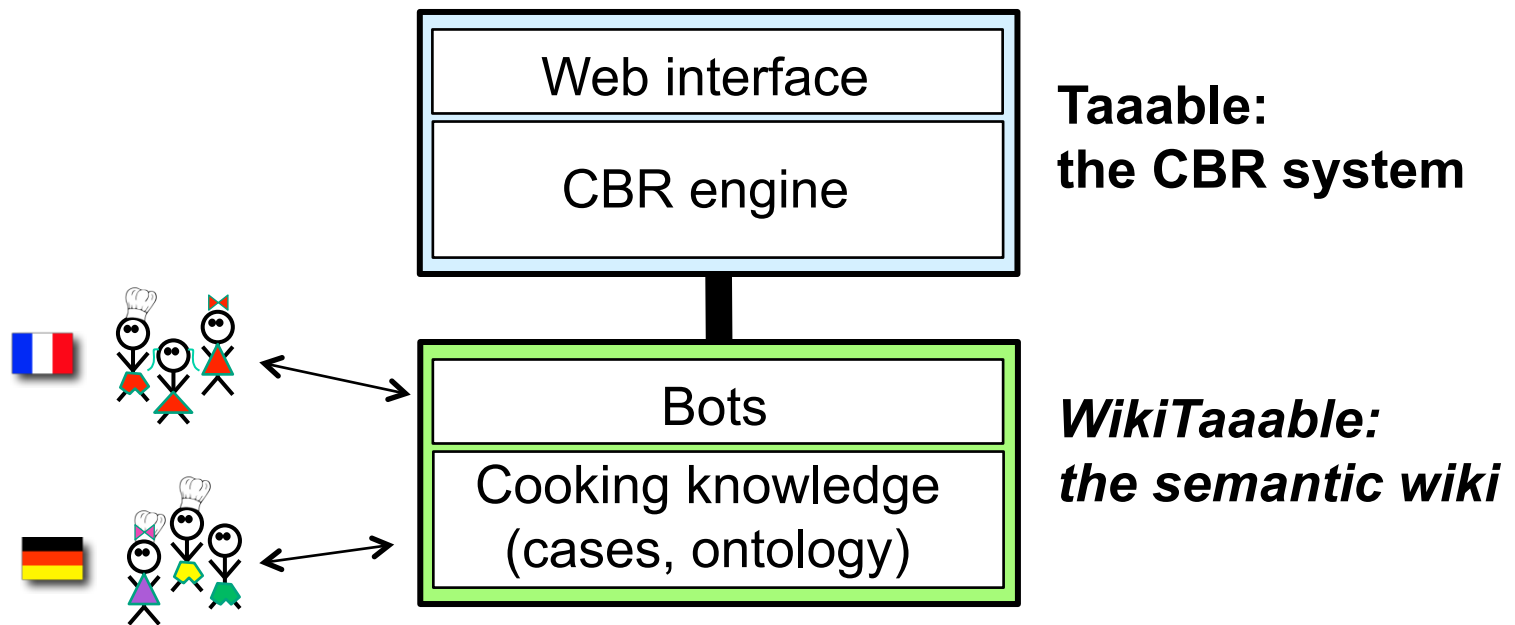 Web interface
CBR engine
Taaable:
the CBR system
Bots
Cooking knowledge
(cases, ontology)
WikiTaaable:
the semantic wiki